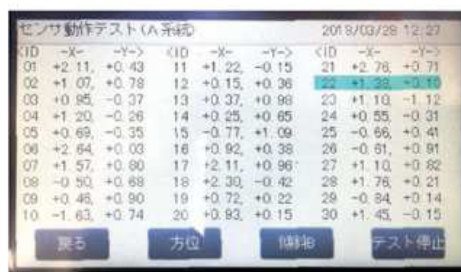 センサ動作テスト(A系統) 2018/03/28 12:27
<ID -X- -Y-> <ID -X- -Y-> <ID -X- -Y->
01 +2.11, +0.43 11 +1.22, -0.15 21 +2.76, +0.71
02 +1.07, +0.78 12 +0.15, +0.36 22 +1.38, -0.10
03 +0.95, -0.37 13 +0.37, +0.98 23 +1.10, -1.12
04 +1.20, -0.26 14 +0.25, +0.65 24 +0.55, -0.31
05 +0.69, -0.35 15 -0.77, +1.09 25 -0.66, +0.41
06 +2.64, +0.03 16 +0.92, +0.38 26 -0.61, +0.91
07 +1.57, +0.80 17 +2.11, +0.96 27 +1.10, +0.82
08 -0.50, +0.68 18 +2.30, -0.42 28 +1.76, +0.21
09 +0.46, +0.90 19 +0.72, +0.22 29 -0.84, +0.14
10 -1.63, +0.74 20 +0.93, +0.15 30 +1.45, -0.15
戻る 方位 傾斜B テスト停止